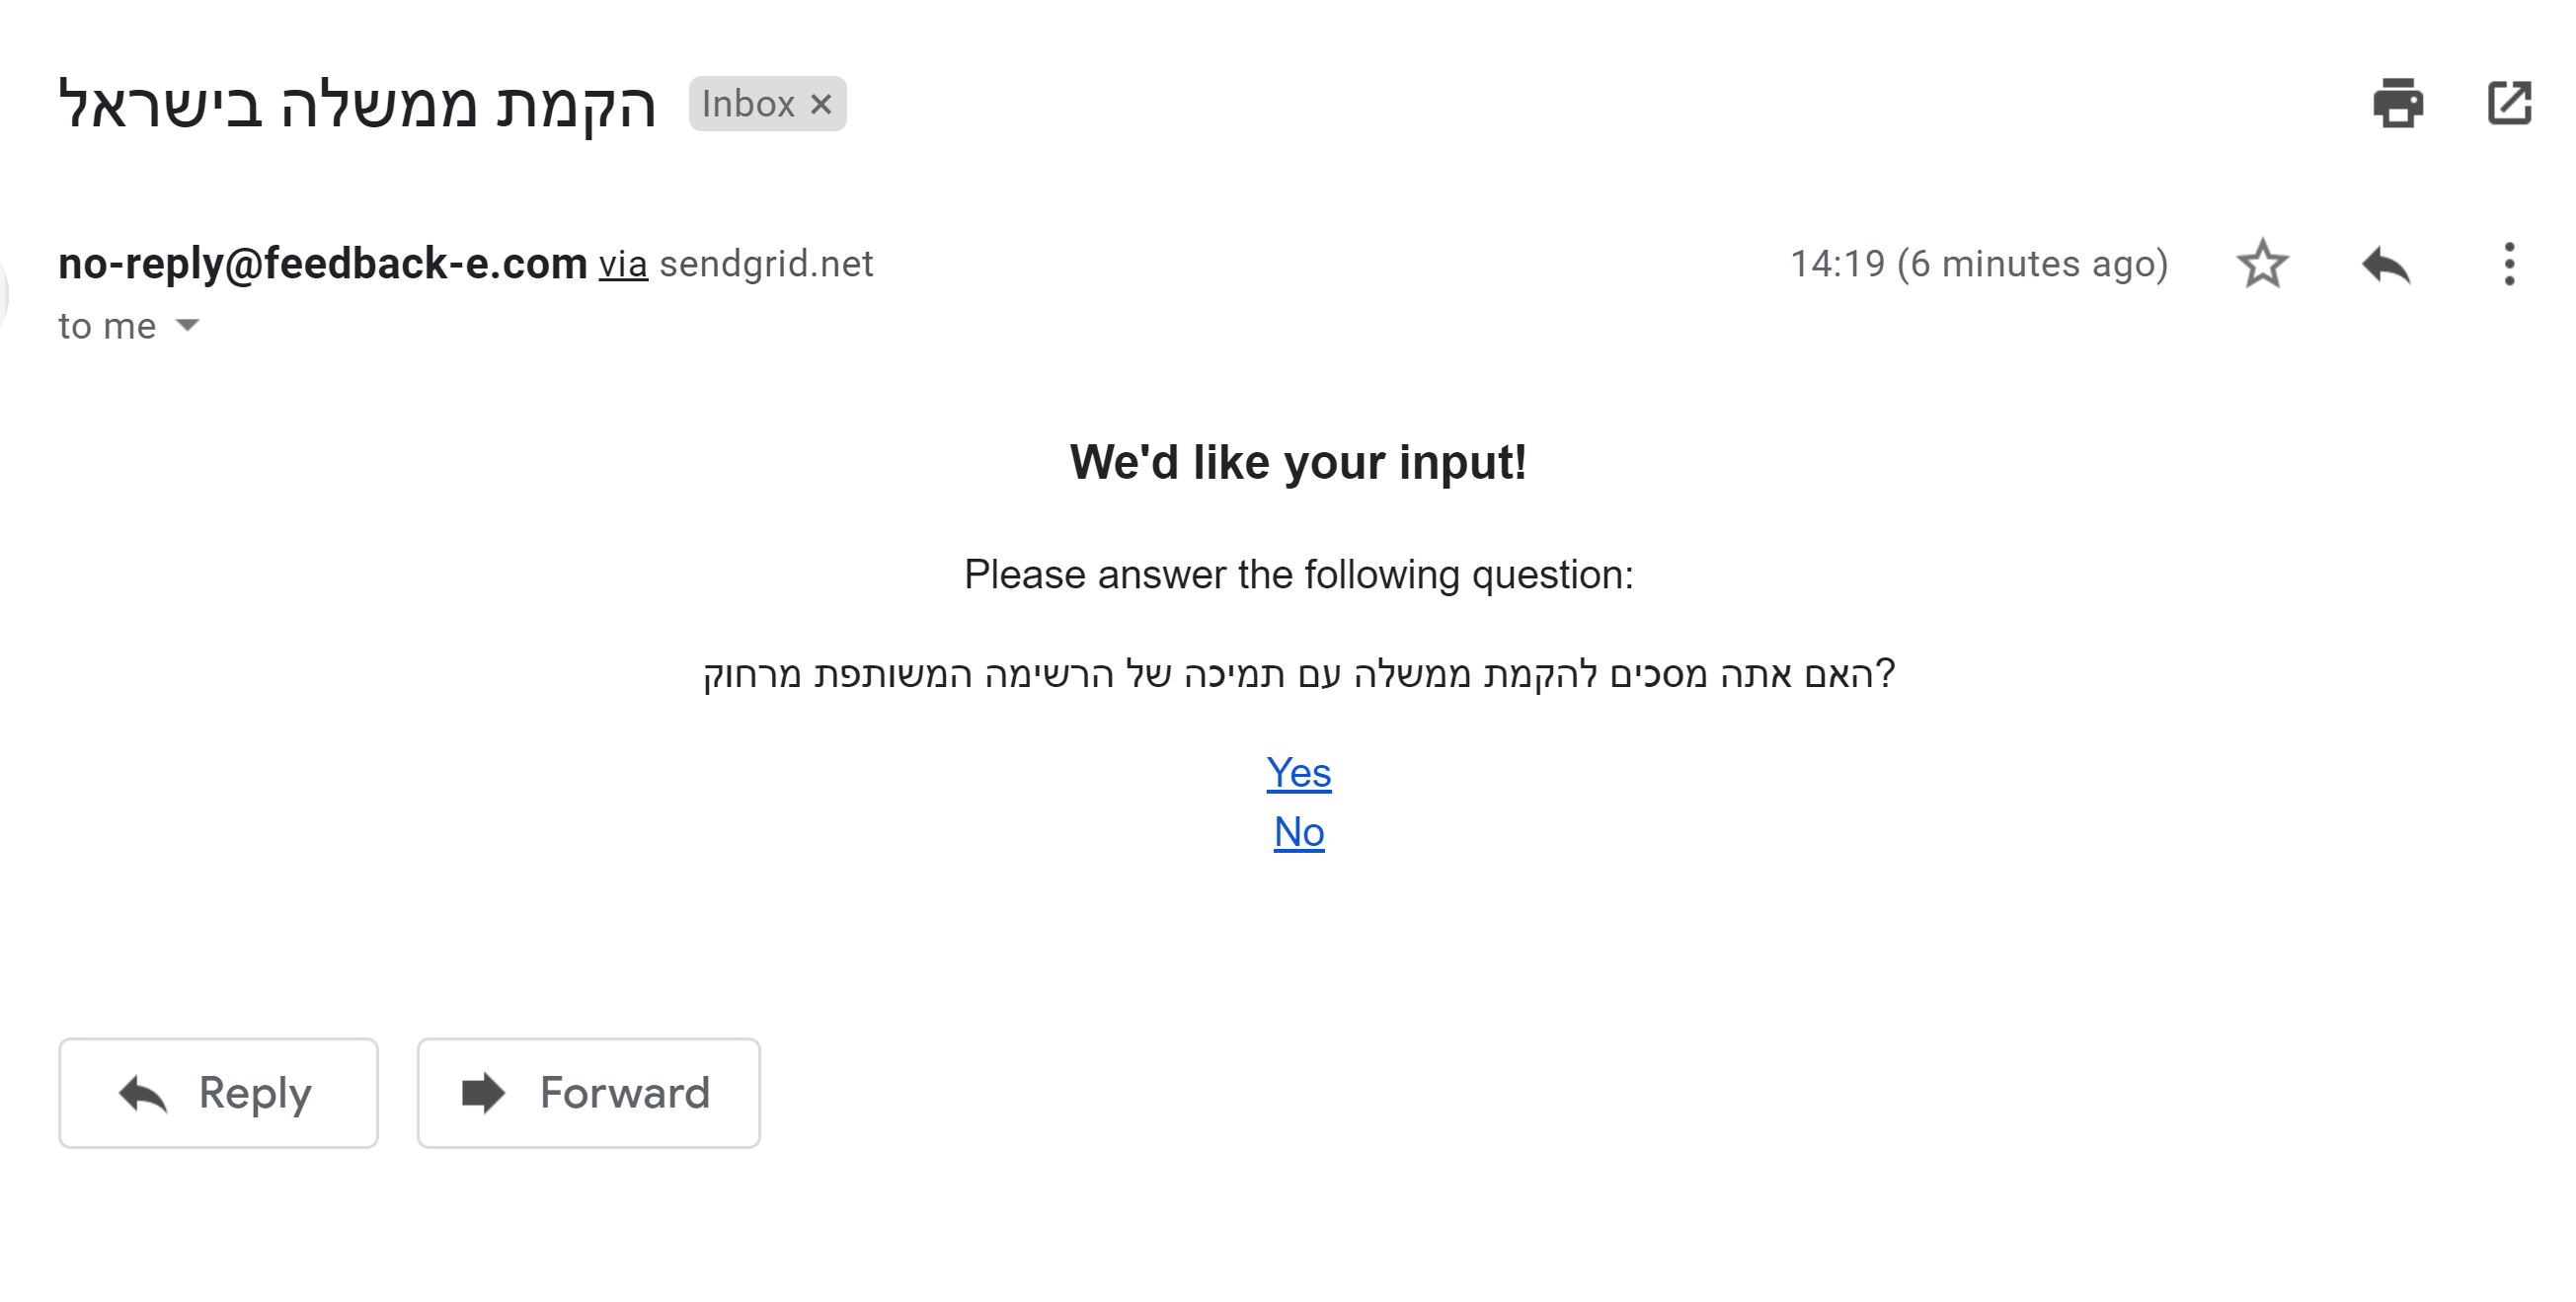 הקמת ממשלה בישראל Inbox ×
no-reply@feedback-e.com via sendgrid.net 14:19 (6 minutes ago)
to me
We'd like your input!
Please answer the following question:
האם אתה מסכים להקמת ממשלה עם תמיכה של הרשימה המשותפת מרחוק?
Yes
No
Reply Forward